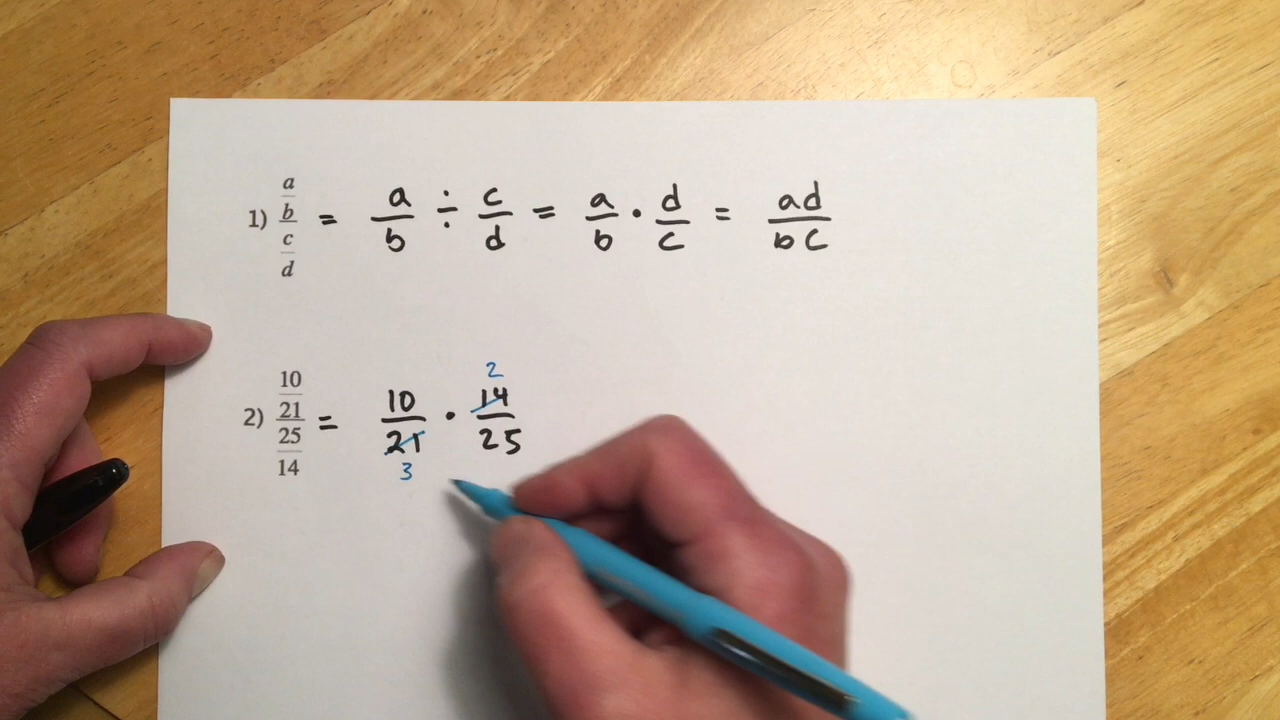 1) a/b / c/d = a/b ÷ c/d = a/b · d/c = ad/bc
2
2) 10/21 / 25/14 = 10/21 · 14/25
3